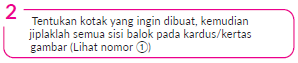 2
Tentukan kotak yang ingin dibuat, kemudian
jiplaklah semua sisi balok pada kardus/kertas
gambar (Lihat nomor ①)